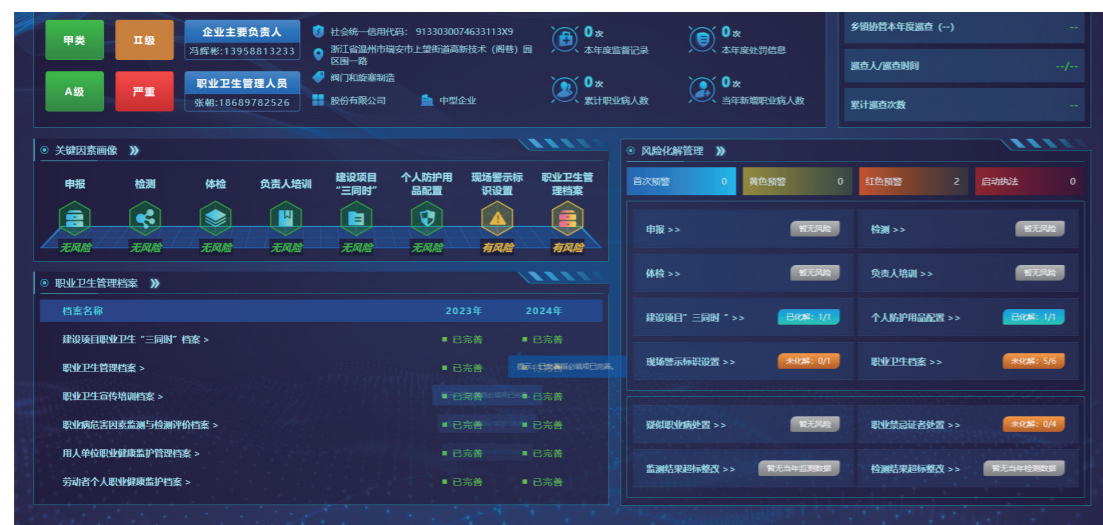 甲类
II级
企业主要负责人
冯辉彬:13958813233
社会统一信用代码: 9133030074633113X9
浙江省温州市瑞安市上望街道高新技术（阁巷）园
区围一路
A级
严重
职业卫生管理人员
张朝:18689782526
阀门和旋塞制造
股份有限公司
中型企业
0次
本年度监督记录
0次
本年度处罚信息
0次
累计职业病人数
0次
当年新增职业病人数
乡镇协管本年度巡查 (--)
--
巡查人/巡查时间
--/--
累计巡查次数
--
关键因素画像
申报
检测
体检
负责人培训
建设项目
“三同时”
个人防护用
品配置
现场警示标
识设置
职业卫生管
理档案
无风险
无风险
无风险
无风险
无风险
无风险
有风险
有风险
职业卫生管理档案
档案名称
2023年
2024年
建设项目职业卫生“三同时”档案 >
已完善
已完善
职业卫生管理档案 >
已完善
职业卫生宣传培训档案 >
已完善
已完善
职业病危害因素监测与检测评价档案 >
已完善
已完善
用人单位职业健康监护管理档案 >
已完善
已完善
劳动者个人职业健康监护档案 >
已完善
已完善
风险化解管理
首次预警 0
黄色预警 0
红色预警 2
启动执法 0
申报 >>
暂无风险
检测 >>
暂无风险
体检 >>
暂无风险
负责人培训 >>
暂无风险
建设项目“ 三同时 ” >>
已化解: 1/1
个人防护用品配置 >>
已化解: 1/1
现场警示标识设置 >>
未化解: 0/1
职业卫生档案 >>
未化解: 5/6
疑似职业病处置 >>
暂无风险
职业禁忌证者处置 >>
未化解: 0/4
监测结果超标整改 >>
暂无当年监测数据
检测结果超标整改 >>
暂无当年检测数据